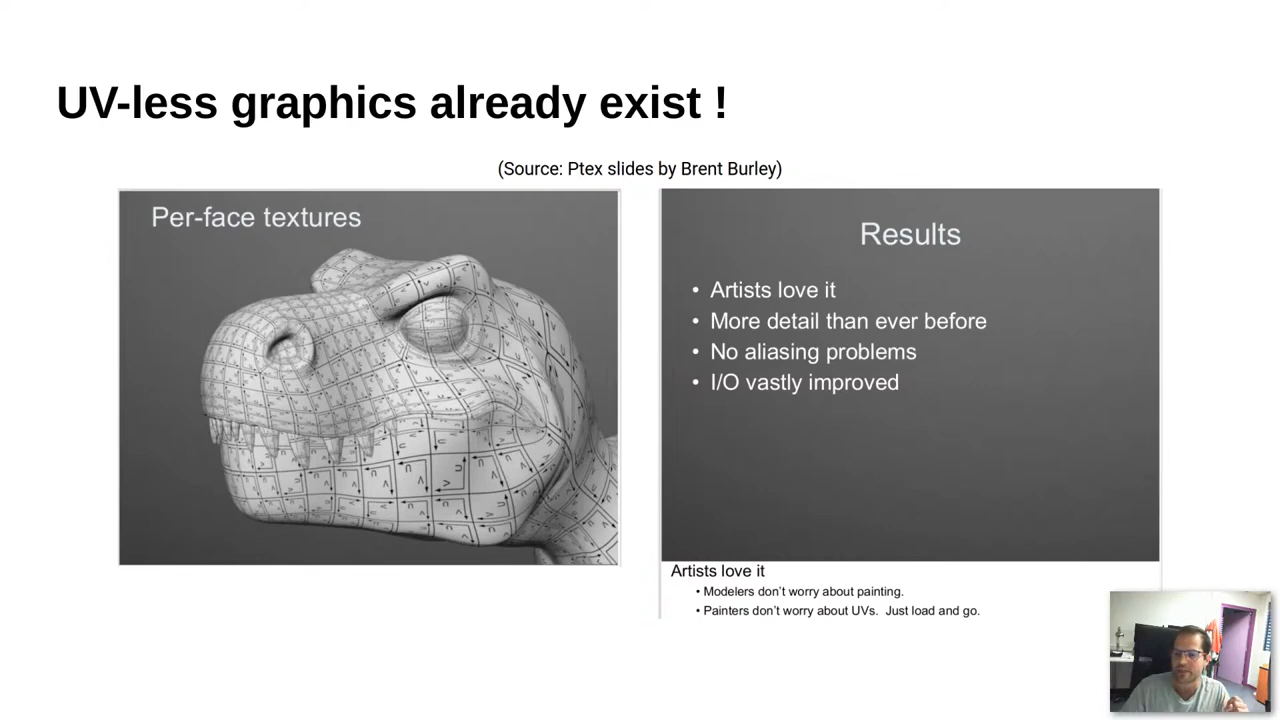 UV-less graphics already exist !
(Source: Ptex slides by Brent Burley)
Per-face textures
Results
• Artists love it
• More detail than ever before
• No aliasing problems
• I/O vastly improved
Artists love it
• Modelers don't worry about painting.
• Painters don't worry about UVs.  Just load and go.